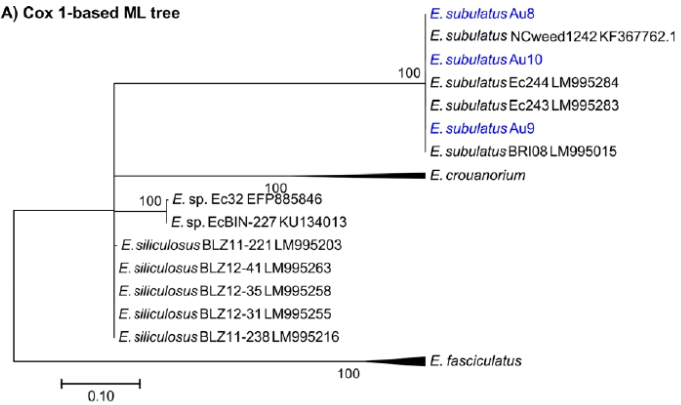 A) Cox 1-based ML tree
E. subulatus Au8
E. subulatus NCweed1242 KF367762.1
E. subulatus Au10
100
E. subulatus Ec244 LM995284
E. subulatus Ec243 LM995283
E. subulatus Au9
E. subulatus BRI08 LM995015
E. crouanorium
100
100
E. sp. Ec32 EFP885846
E. sp. EcBIN-227 KU134013
E. siliculosus BLZ11-221 LM995203
E. siliculosus BLZ12-41 LM995263
E. siliculosus BLZ12-35 LM995258
E. siliculosus BLZ12-31 LM995255
E. siliculosus BLZ11-238 LM995216
E. fasciculatus
100
0.10